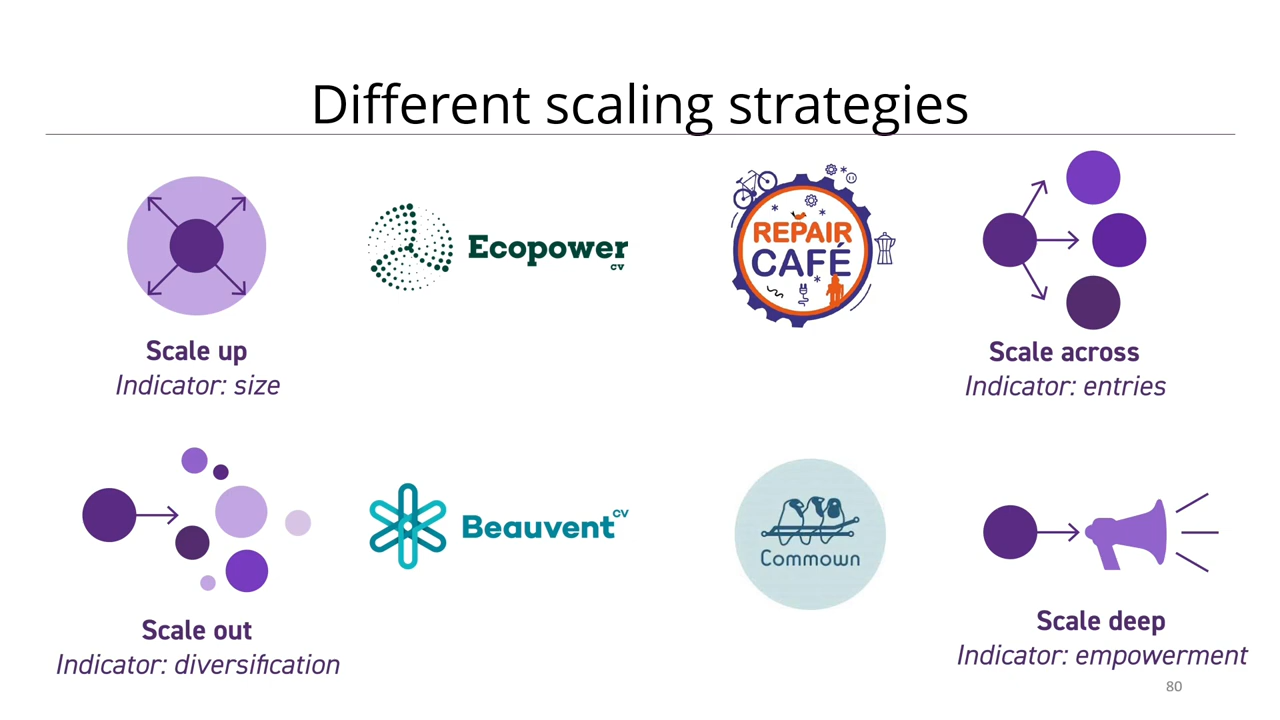 Different scaling strategies
Ecopower
cv
REPAIR
CAFÉ
Scale up
Indicator: size
Scale across
Indicator: entries
Beauvent cv
Commown
Scale out
Indicator: diversification
Scale deep
Indicator: empowerment
80